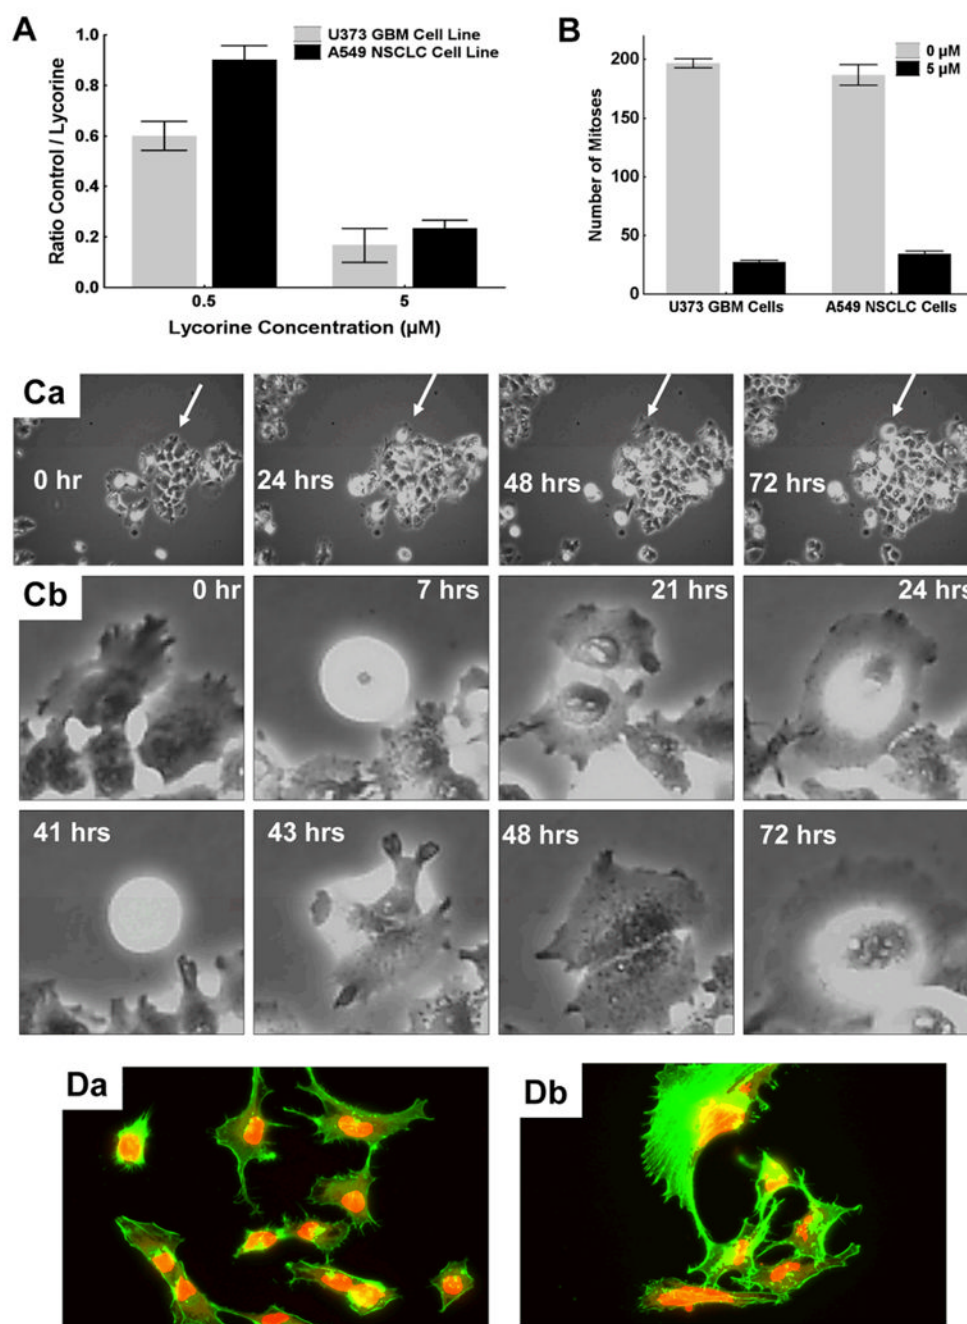 A
U373 GBM Cell Line
A549 NSCLC Cell Line
Ratio Control / Lycorine
1.0
0.8
0.6
0.4
0.2
0.0
0.5
5
Lycorine Concentration (µM)
B
0 µM
5 µM
Number of Mitoses
200
150
100
50
0
U373 GBM Cells
A549 NSCLC Cells
Ca
0 hr
24 hrs
48 hrs
72 hrs
Cb
0 hr
7 hrs
21 hrs
24 hrs
41 hrs
43 hrs
48 hrs
72 hrs
Da
Db